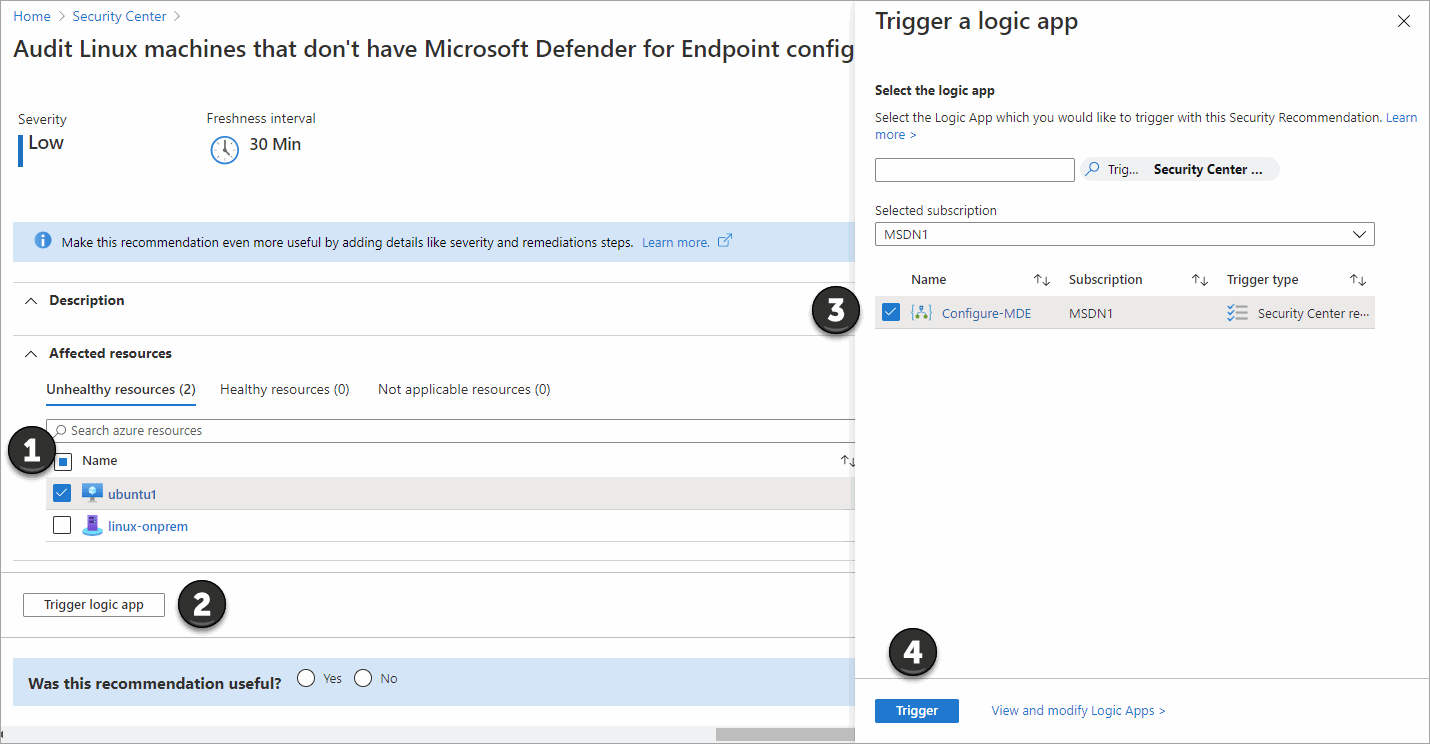 Home > Security Center >
Audit Linux machines that don't have Microsoft Defender for Endpoint config
Severity
Low
Freshness interval
30 Min
Make this recommendation even more useful by adding details like severity and remediations steps. Learn more.
Description
Affected resources
Unhealthy resources (2) Healthy resources (0) Not applicable resources (0)
Search azure resources
1
Name
ubuntu1
linux-onprem
Trigger logic app
2
Was this recommendation useful? Yes No
Trigger a logic app
Select the logic app
Select the Logic App which you would like to trigger with this Security Recommendation. Learn
more >
Trig... Security Center ...
Selected subscription
MSDN1
Name Subscription Trigger type
3
Configure-MDE MSDN1 Security Center re...
4
Trigger View and modify Logic Apps >